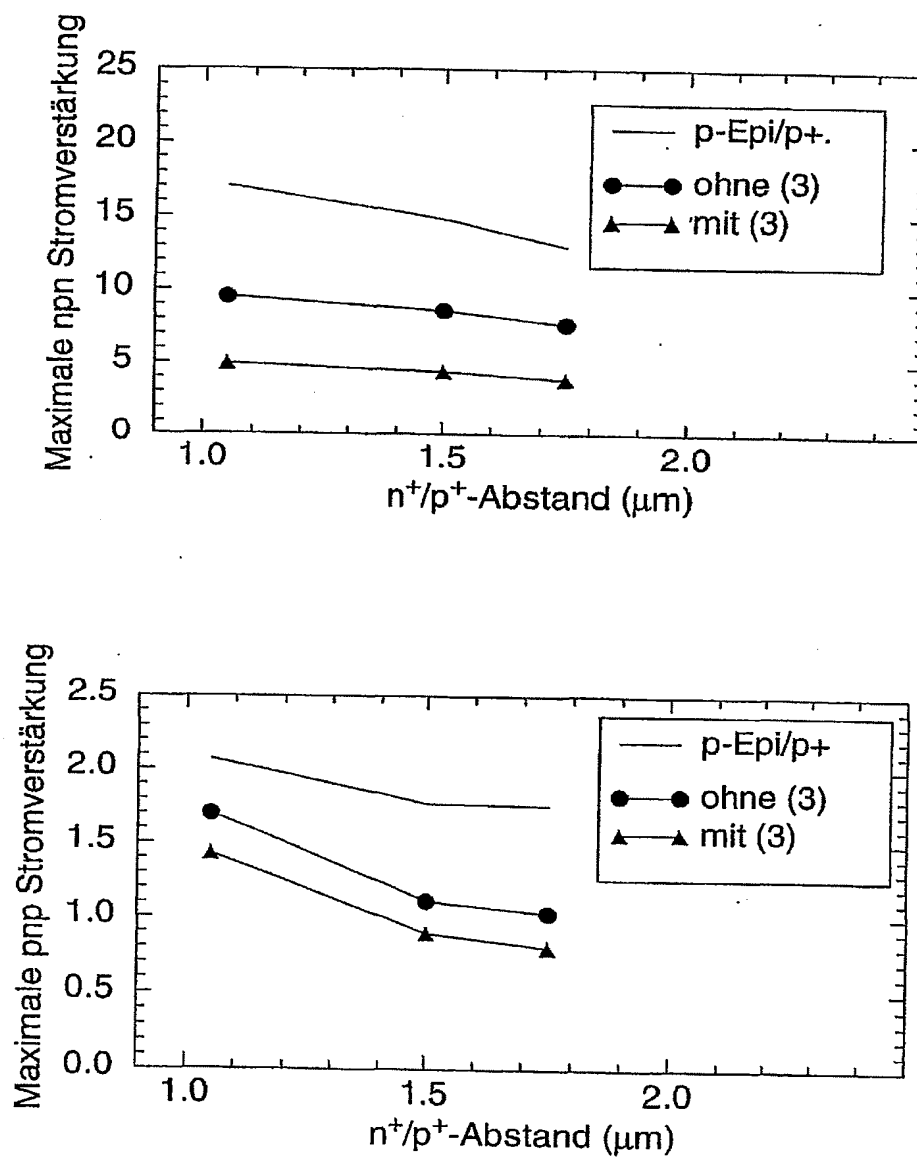 Maximale npn Stromverstärkung
25
20
15
10
5
0
p-Epi/p+.
ohne (3)
mit (3)
1.0 1.5 2.0
n⁺/p⁺-Abstand (μm)
Maximale pnp Stromverstärkung
2.5
2.0
1.5
1.0
0.5
0.0
p-Epi/p+
ohne (3)
mit (3)
1.0 1.5 2.0
n⁺/p⁺-Abstand (μm)